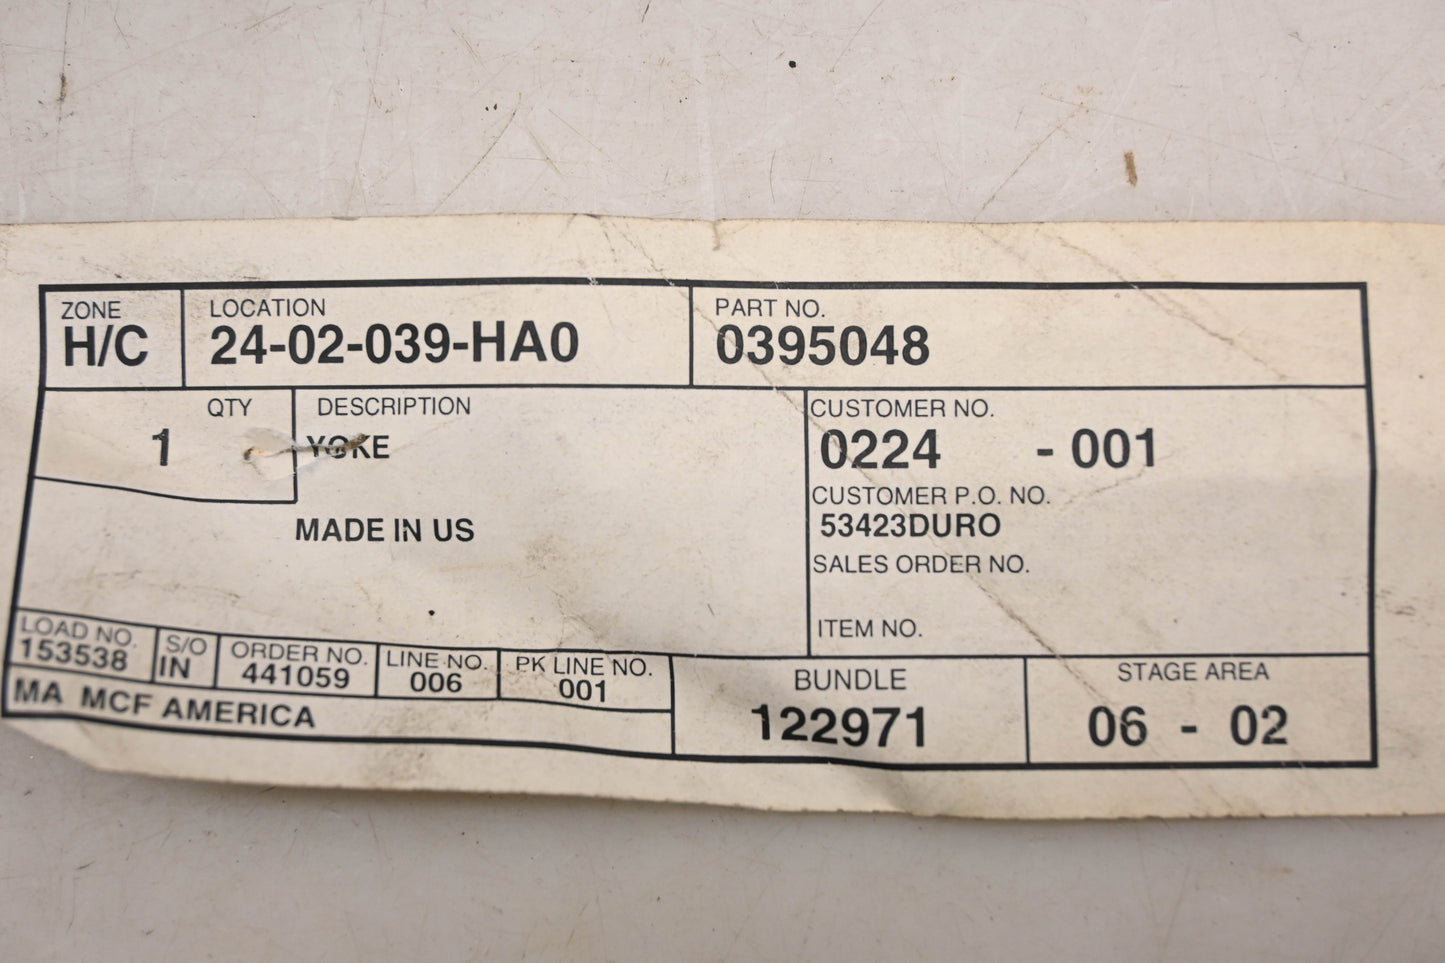 ZONE
H/C
LOCATION
24-02-039-HA0
PART NO.
0395048
QTY
1
DESCRIPTION
YOKE
MADE IN US
CUSTOMER NO.
0224 - 001
CUSTOMER P.O. NO.
53423DURO
SALES ORDER NO.
ITEM NO.
LOAD NO.
153538
S/O
IN
ORDER NO.
441059
LINE NO.
006
PK LINE NO.
001
MA MCF AMERICA
BUNDLE
122971
STAGE AREA
06 - 02